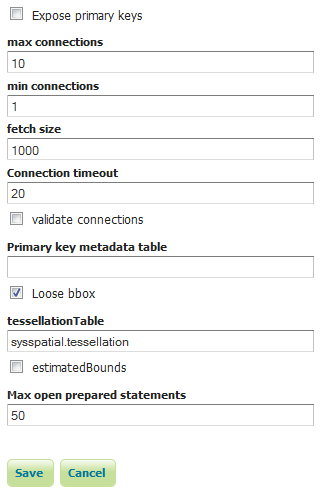 Expose primary keys
max connections
10
min connections
1
fetch size
1000
Connection timeout
20
validate connections
Primary key metadata table
Loose bbox
tessellationTable
sysspatial.tessellation
estimatedBounds
Max open prepared statements
50
Save Cancel